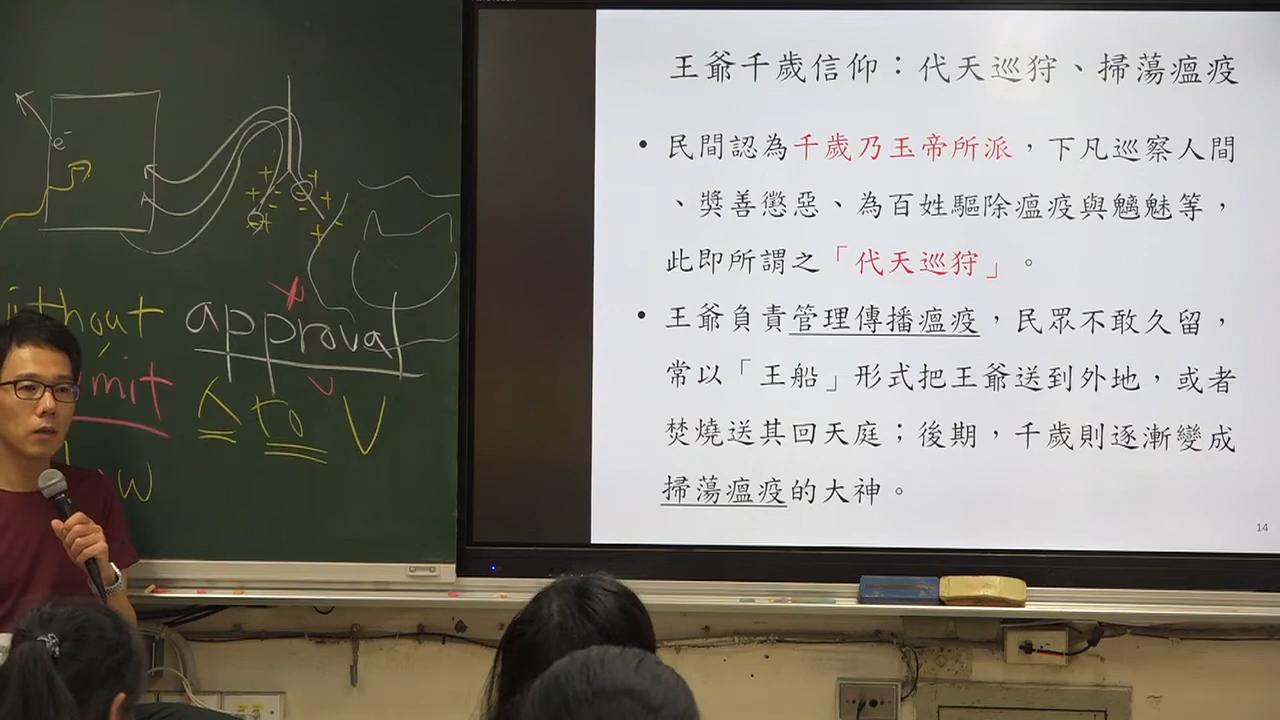 王爺千歲信仰：代天巡狩、掃蕩瘟疫
• 民間認為千歲乃玉帝所派，下凡巡察人間
、獎善懲惡、為百姓驅除瘟疫與魑魅等，
此即所謂之「代天巡狩」。
• 王爺負責管理傳播瘟疫，民眾不敢久留，
常以「王船」形式把王爺送到外地，或者
焚燒送其回天庭；後期，千歲則逐漸變成
掃蕩瘟疫的大神。
14
e⁻
approval
to V